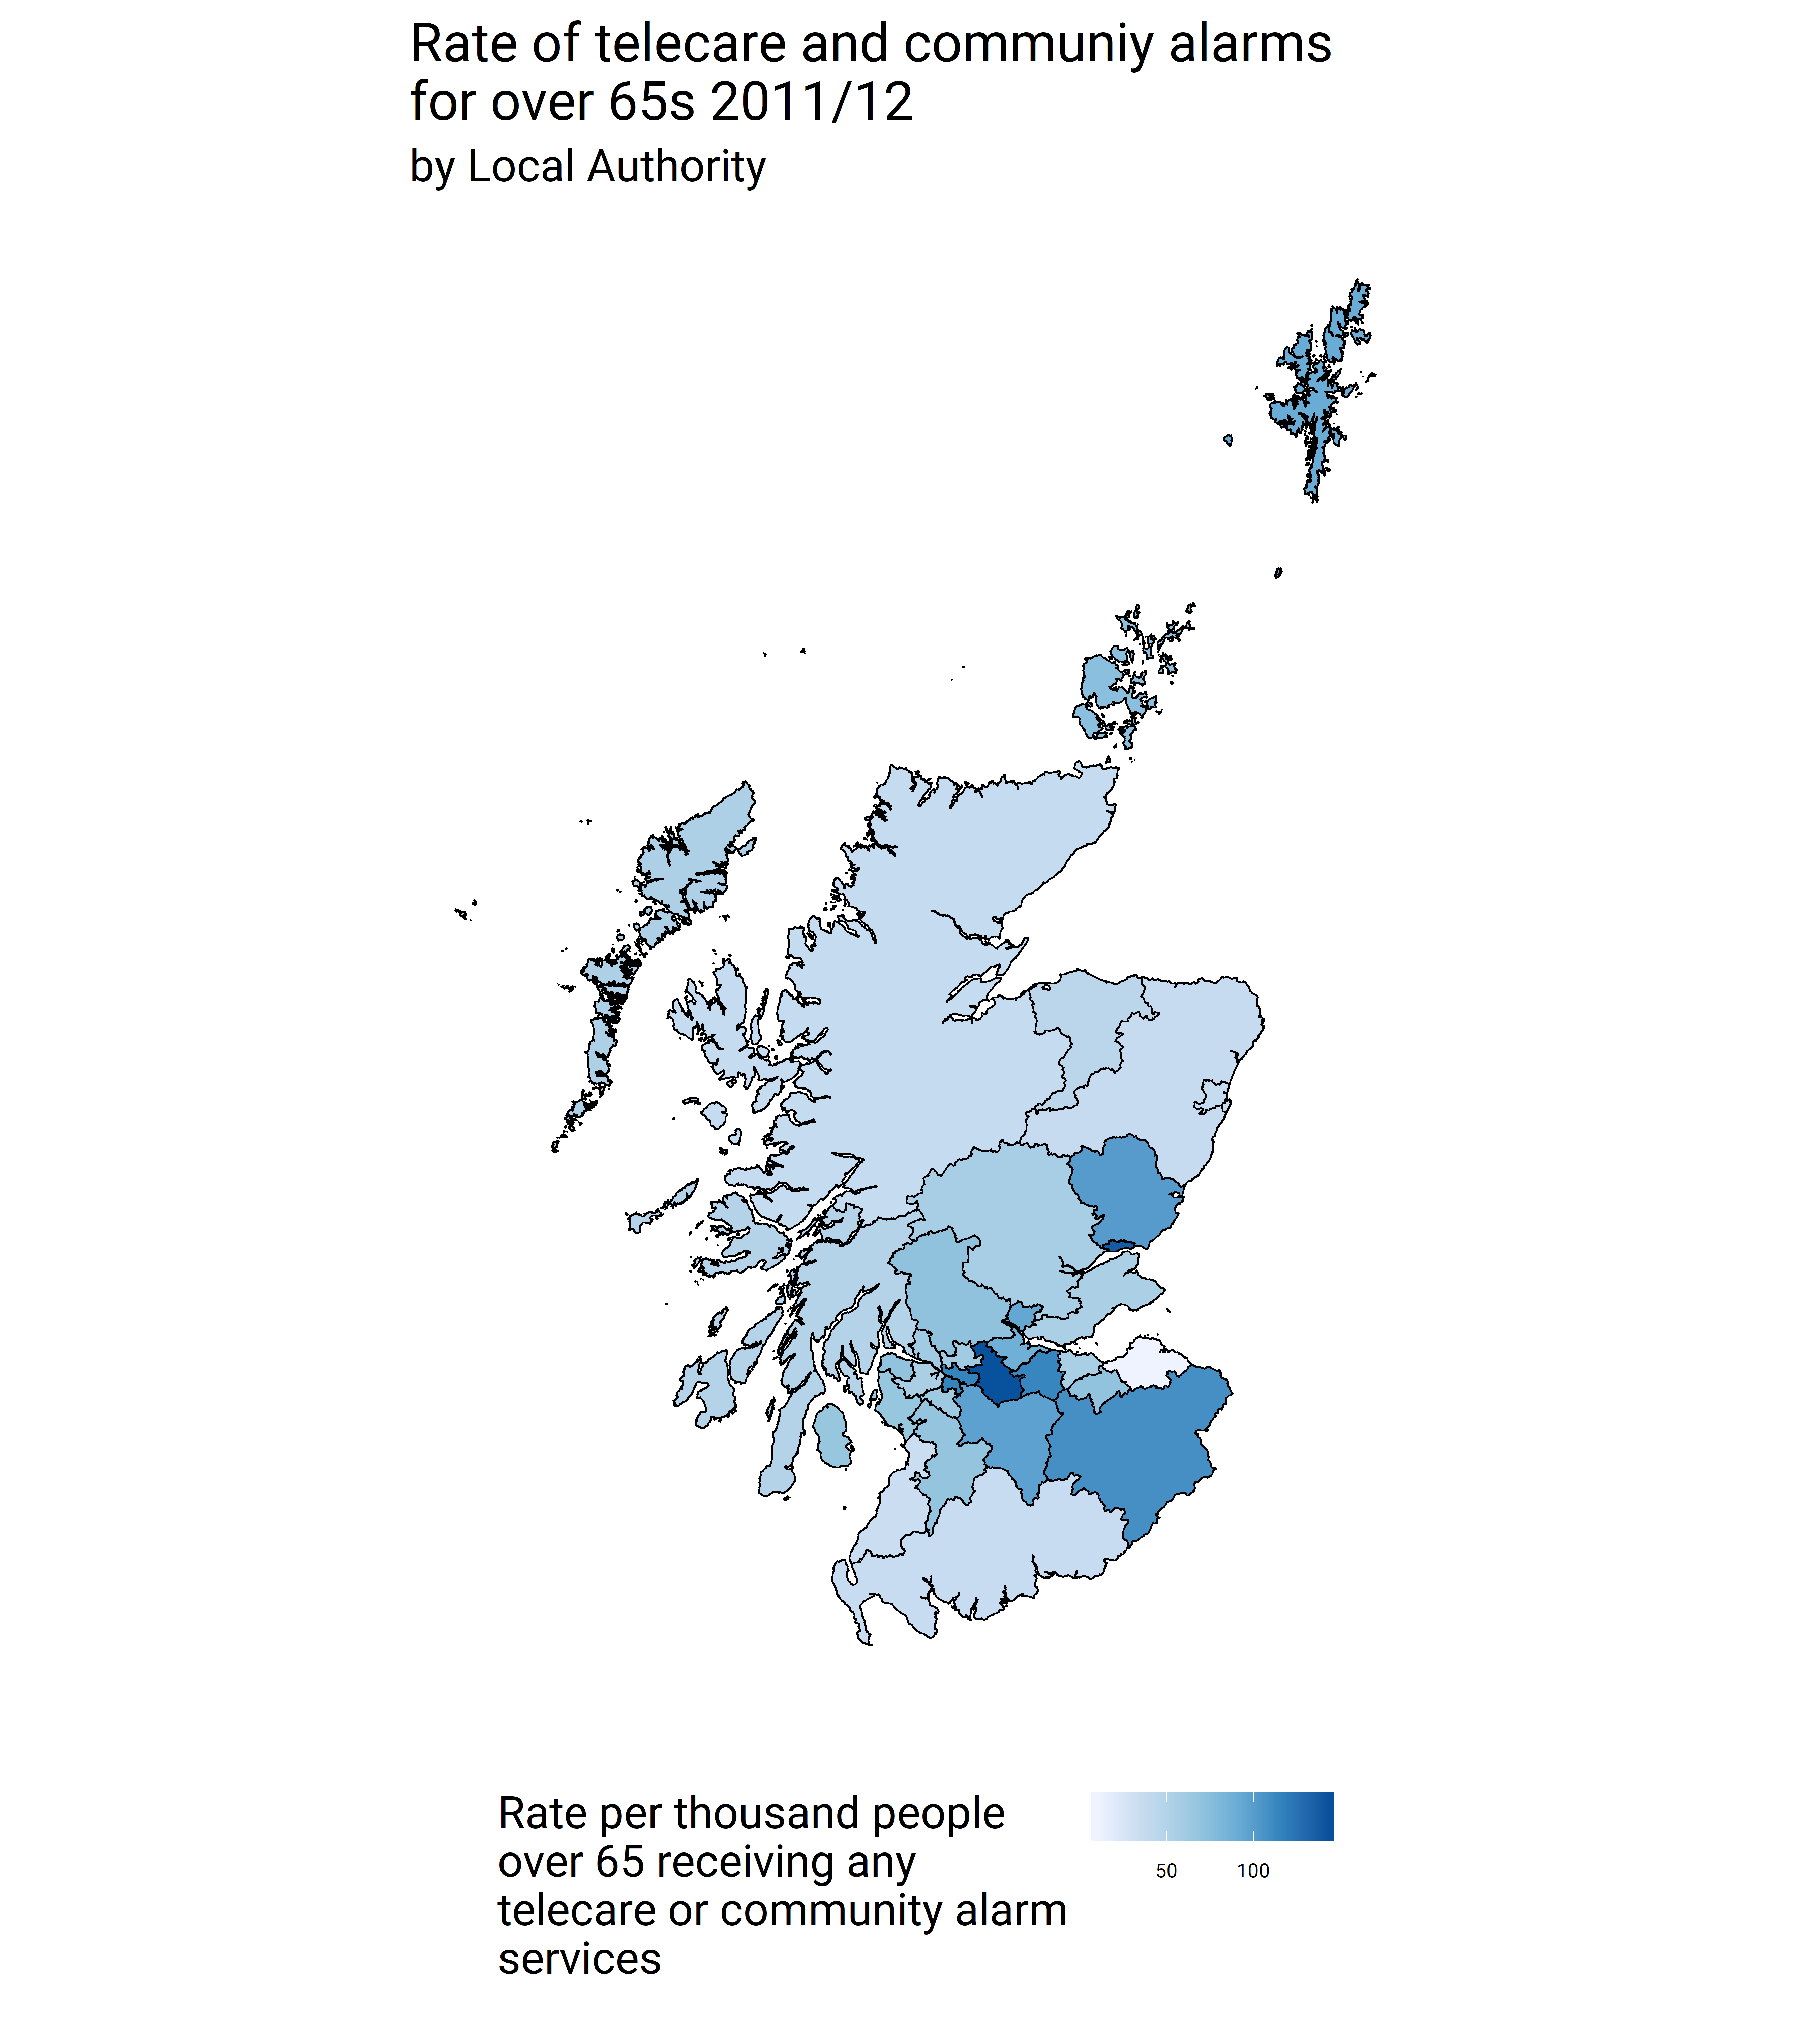 Rate of telecare and communiy alarms
for over 65s 2011/12
by Local Authority
Rate per thousand people
over 65 receiving any
telecare or community alarm
services
50 100